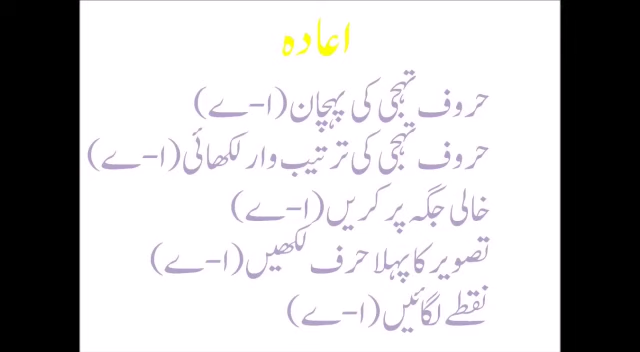 اعادہ
حروف تہجی کی پہچان(ا-ے)
حروف تہجی کی ترتیب وار لکھائی(ا-ے)
خالی جگہ پر کریں(ا-ے)
تصویر کا پہلا حرف لکھیں(ا-ے)
نقطے لگائیں(ا-ے)